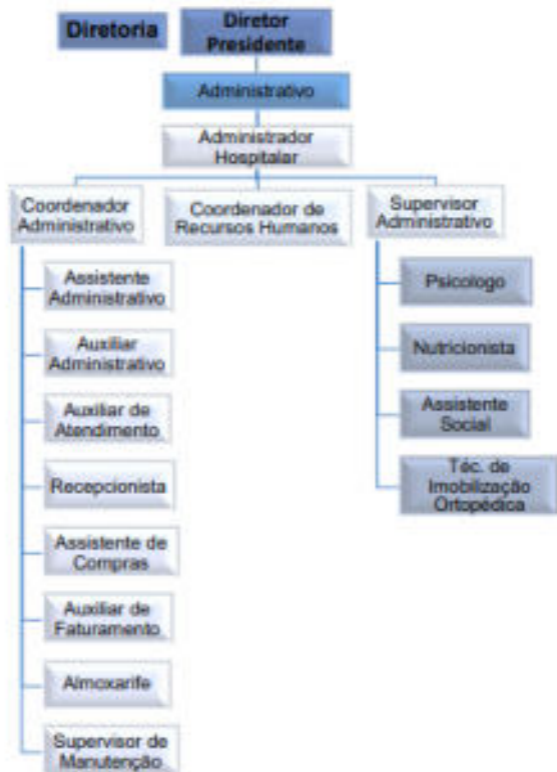 Diretoria
Diretor
Presidente
Administrativo
Administrador
Hospitalar
Coordenador
Administrativo
Coordenador de
Recursos Humanos
Supervisor
Administrativo
Assistente
Administrativo
Auxiliar
Administrativo
Auxiliar de
Atendimento
Recepcionista
Assistente de
Compras
Auxiliar de
Faturamento
Almoxarife
Supervisor de
Manutenção
Psicologo
Nutricionista
Assistente
Social
Téc. de
Imobilização
Ortopédica